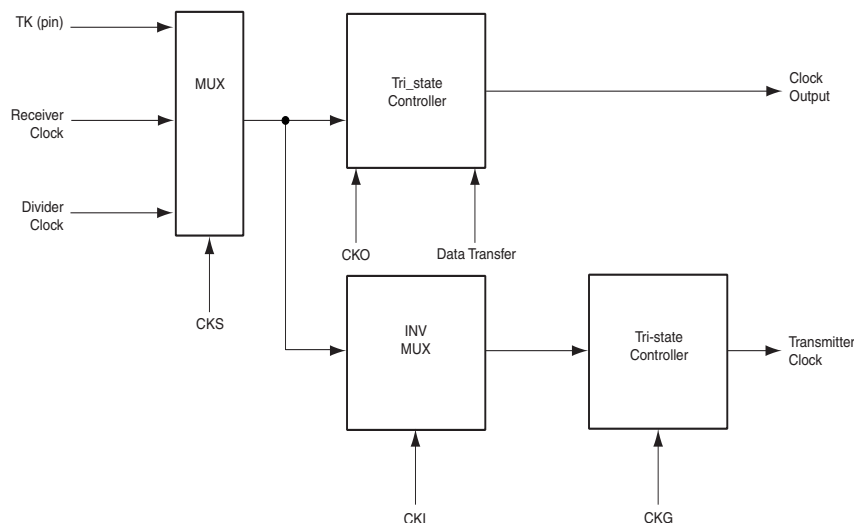 TK (pin)
MUX
Tri_state
Controller
Clock
Output
Receiver
Clock
Divider
Clock
CKO
Data Transfer
CKS
INV
MUX
Tri-state
Controller
Transmitter
Clock
CKI
CKG